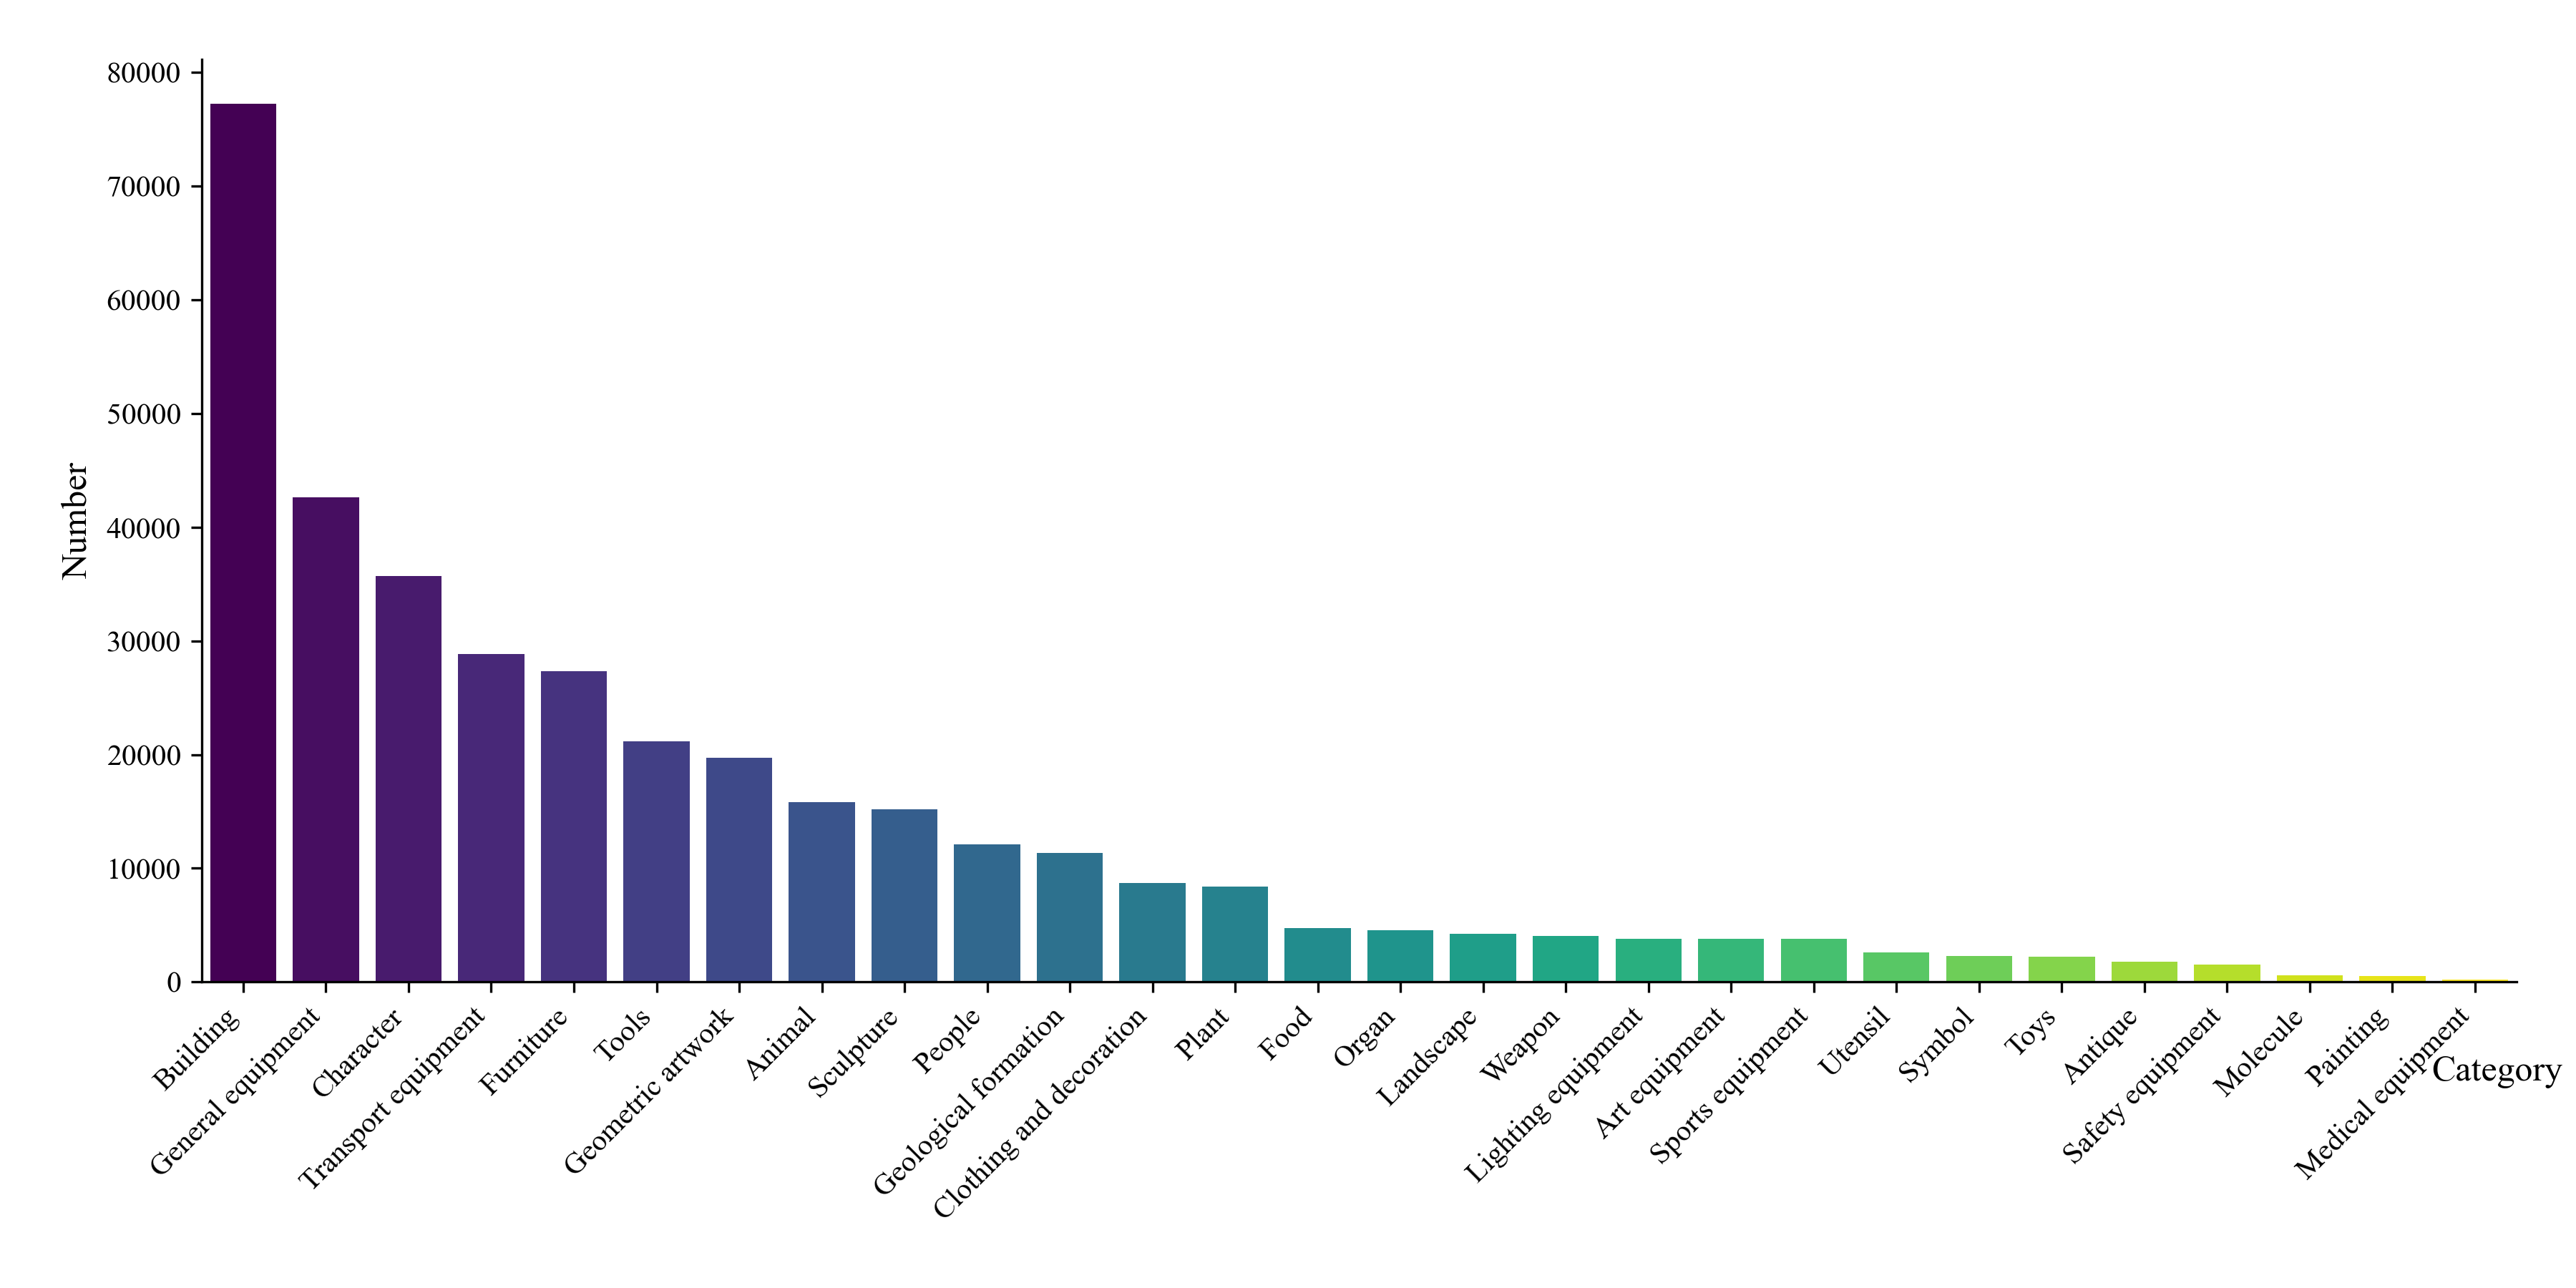 80000
70000
60000
50000
40000
30000
20000
10000
0
Number
Building
General equipment
Character
Transport equipment
Furniture
Tools
Geometric artwork
Animal
Sculpture
People
Geological formation
Clothing and decoration
Plant
Food
Organ
Landscape
Weapon
Lighting equipment
Art equipment
Sports equipment
Utensil
Symbol
Toys
Antique
Safety equipment
Molecule
Painting
Medical equipment
Category